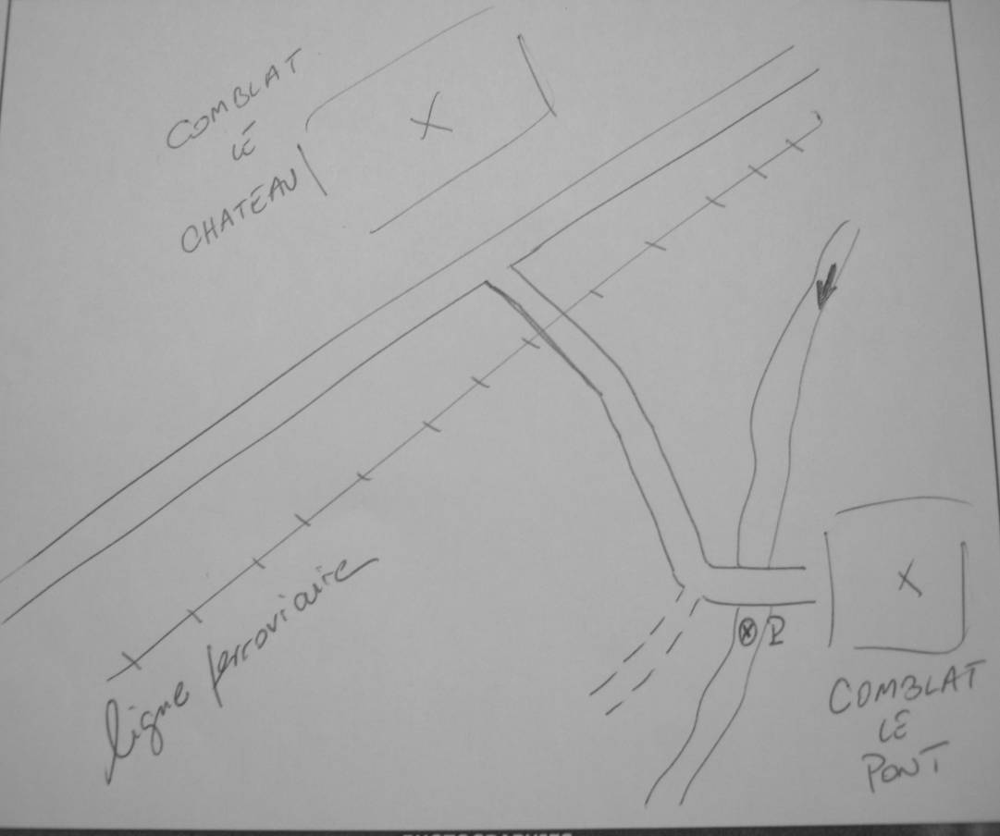 COMBLAT
LE
CHATEAU
X
ligne ferroviaire
X
R
COMBLAT
LE
PONT